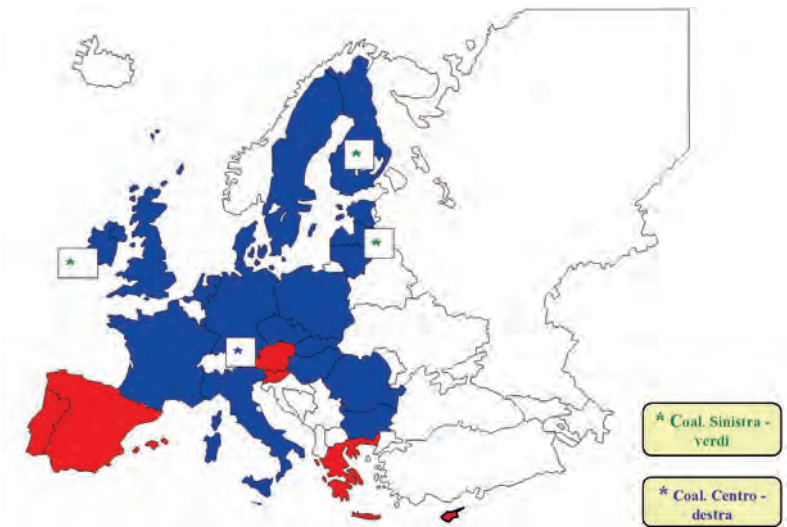 *
*
*
*
* Coal. Sinistra -
verdi
* Coal. Centro -
destra